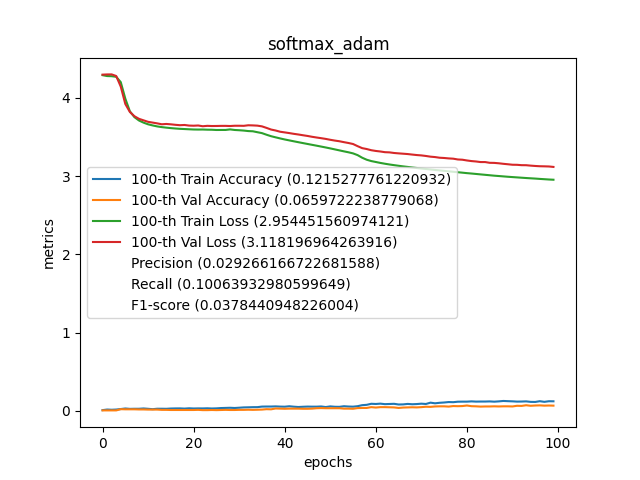 softmax_adam
4
3
2
1
0
metrics
100-th Train Accuracy (0.1215277761220932)
100-th Val Accuracy (0.0659722238779068)
100-th Train Loss (2.954451560974121)
100-th Val Loss (3.118196964263916)
Precision (0.029266166722681588)
Recall (0.10063932980599649)
F1-score (0.0378440948226004)
0 20 40 60 80 100
epochs